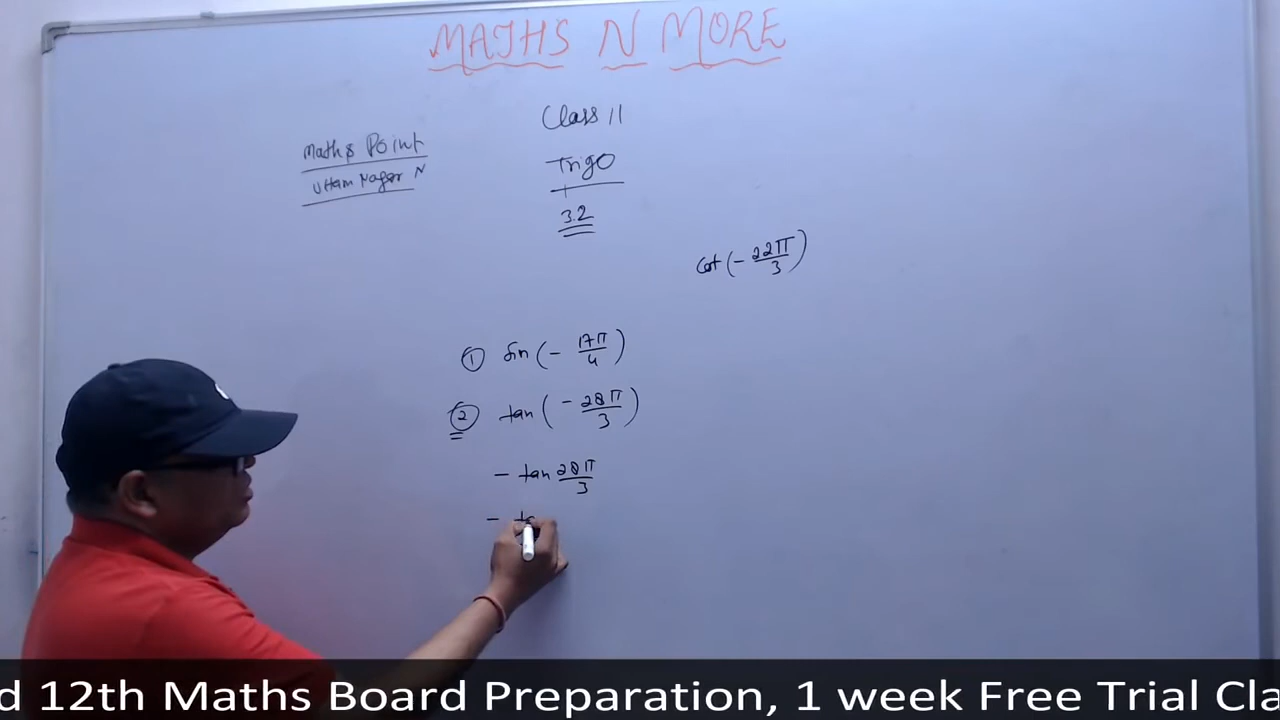 MATHS N MORE
Class 11
Maths Point
Uttam Nagar N
Trigo
3.2
cot(-22π/3)
① sin(-17π/4)
② tan(-28π/3)
- tan 28π/3
- ta
d 12th Maths Board Preparation, 1 week Free Trial Cla